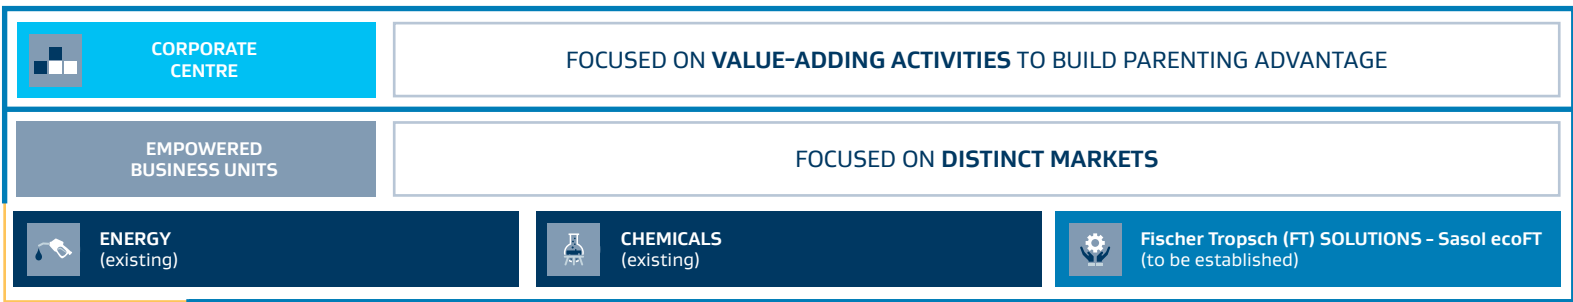 CORPORATE
CENTRE
FOCUSED ON VALUE-ADDING ACTIVITIES TO BUILD PARENTING ADVANTAGE
EMPOWERED
BUSINESS UNITS
FOCUSED ON DISTINCT MARKETS
ENERGY
(existing)
CHEMICALS
(existing)
Fischer Tropsch (FT) SOLUTIONS - Sasol ecoFT
(to be established)